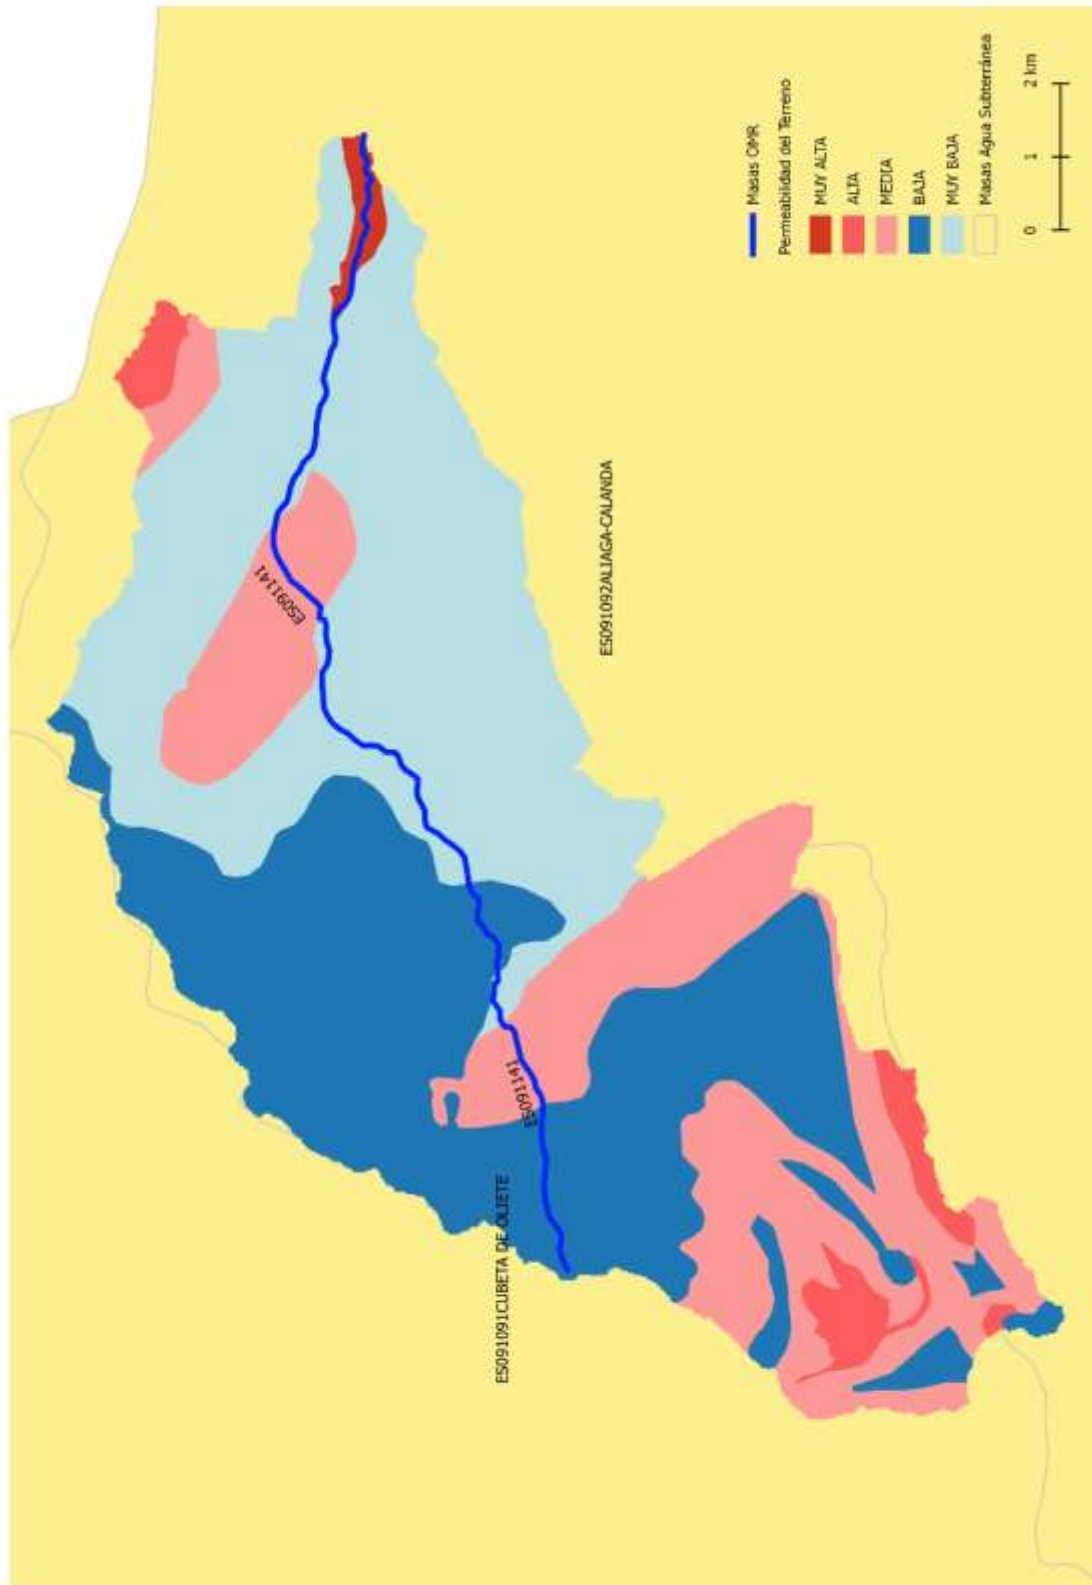 ES091141
ES091092ALIAGA-CALANDA
ES091141
ES091091CUBETA DE OLIETE
Masas OMR
Permeabilidad del Terreno
MUY ALTA
ALTA
MEDIA
BAJA
MUY BAJA
Masas Agua Subterránea
0 1 2 km